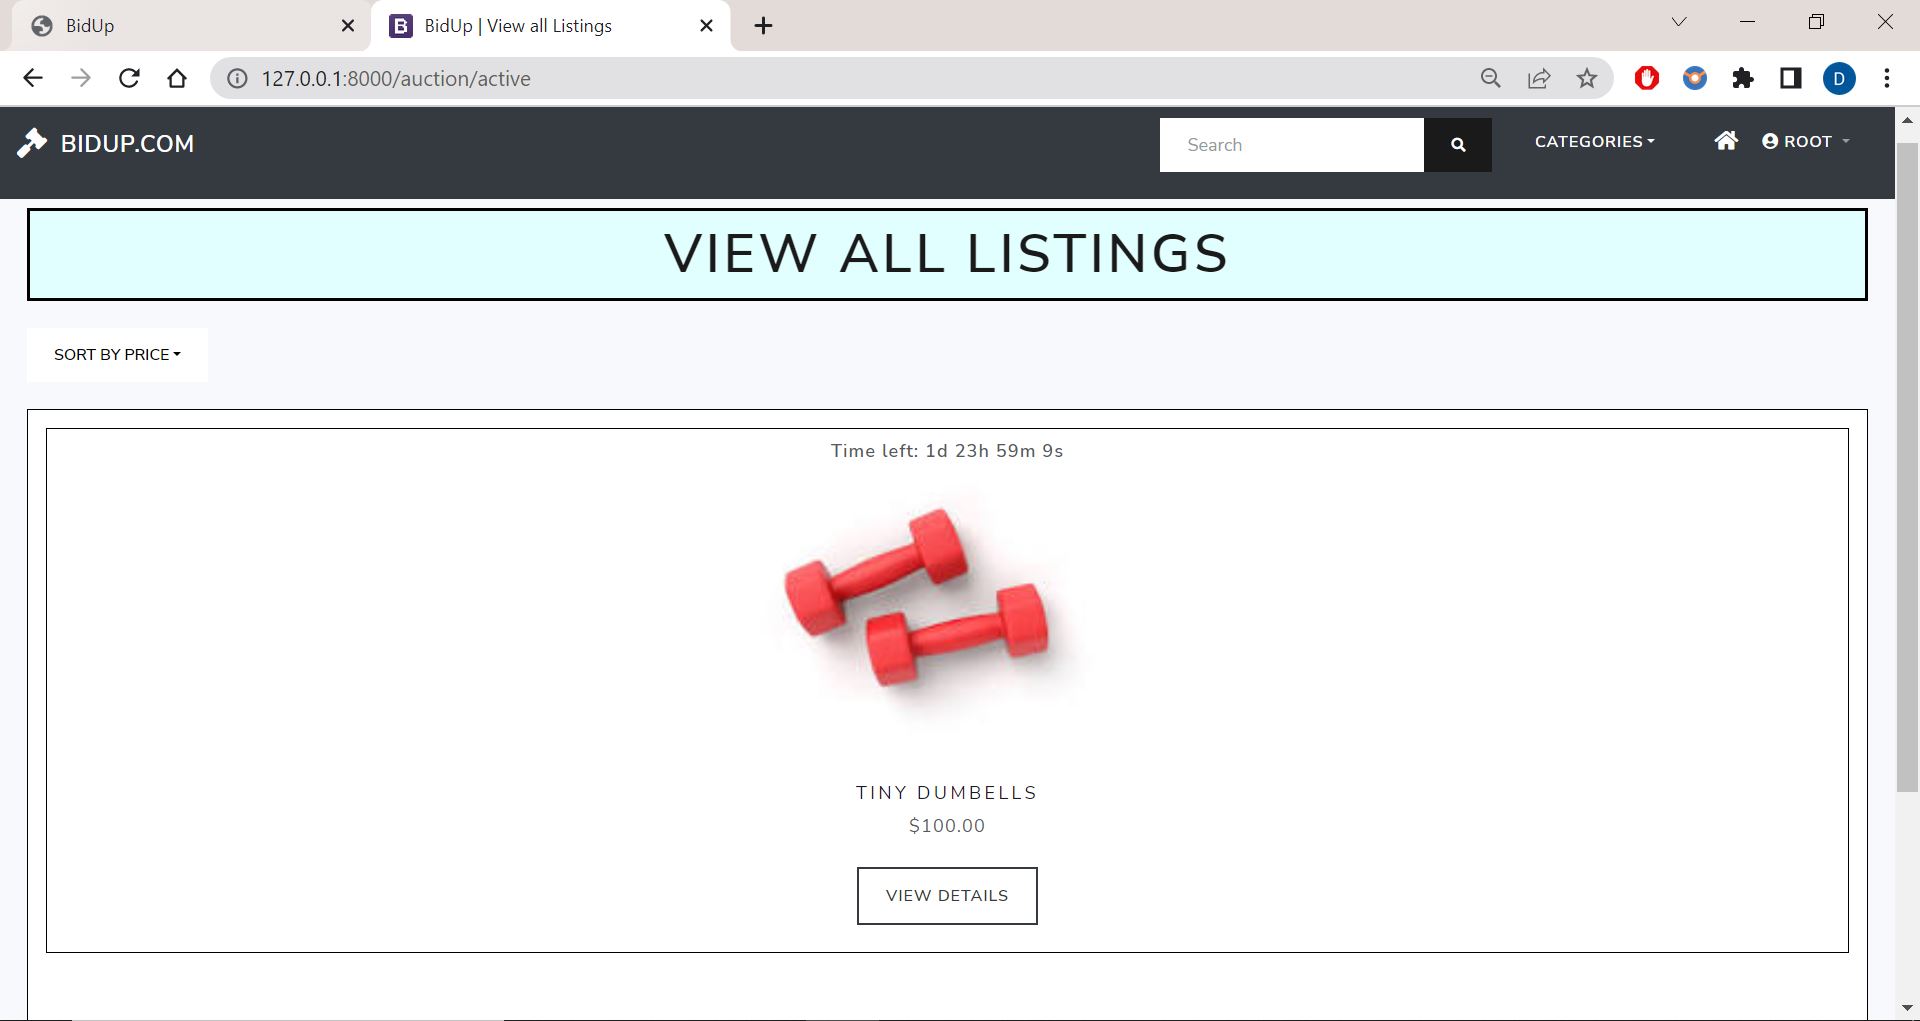 BidUp
BidUp | View all Listings
127.0.0.1:8000/auction/active
D
BIDUP.COM
Search
CATEGORIES
ROOT
VIEW ALL LISTINGS
SORT BY PRICE
Time left: 1d 23h 59m 9s
TINY DUMBELLS
$100.00
VIEW DETAILS